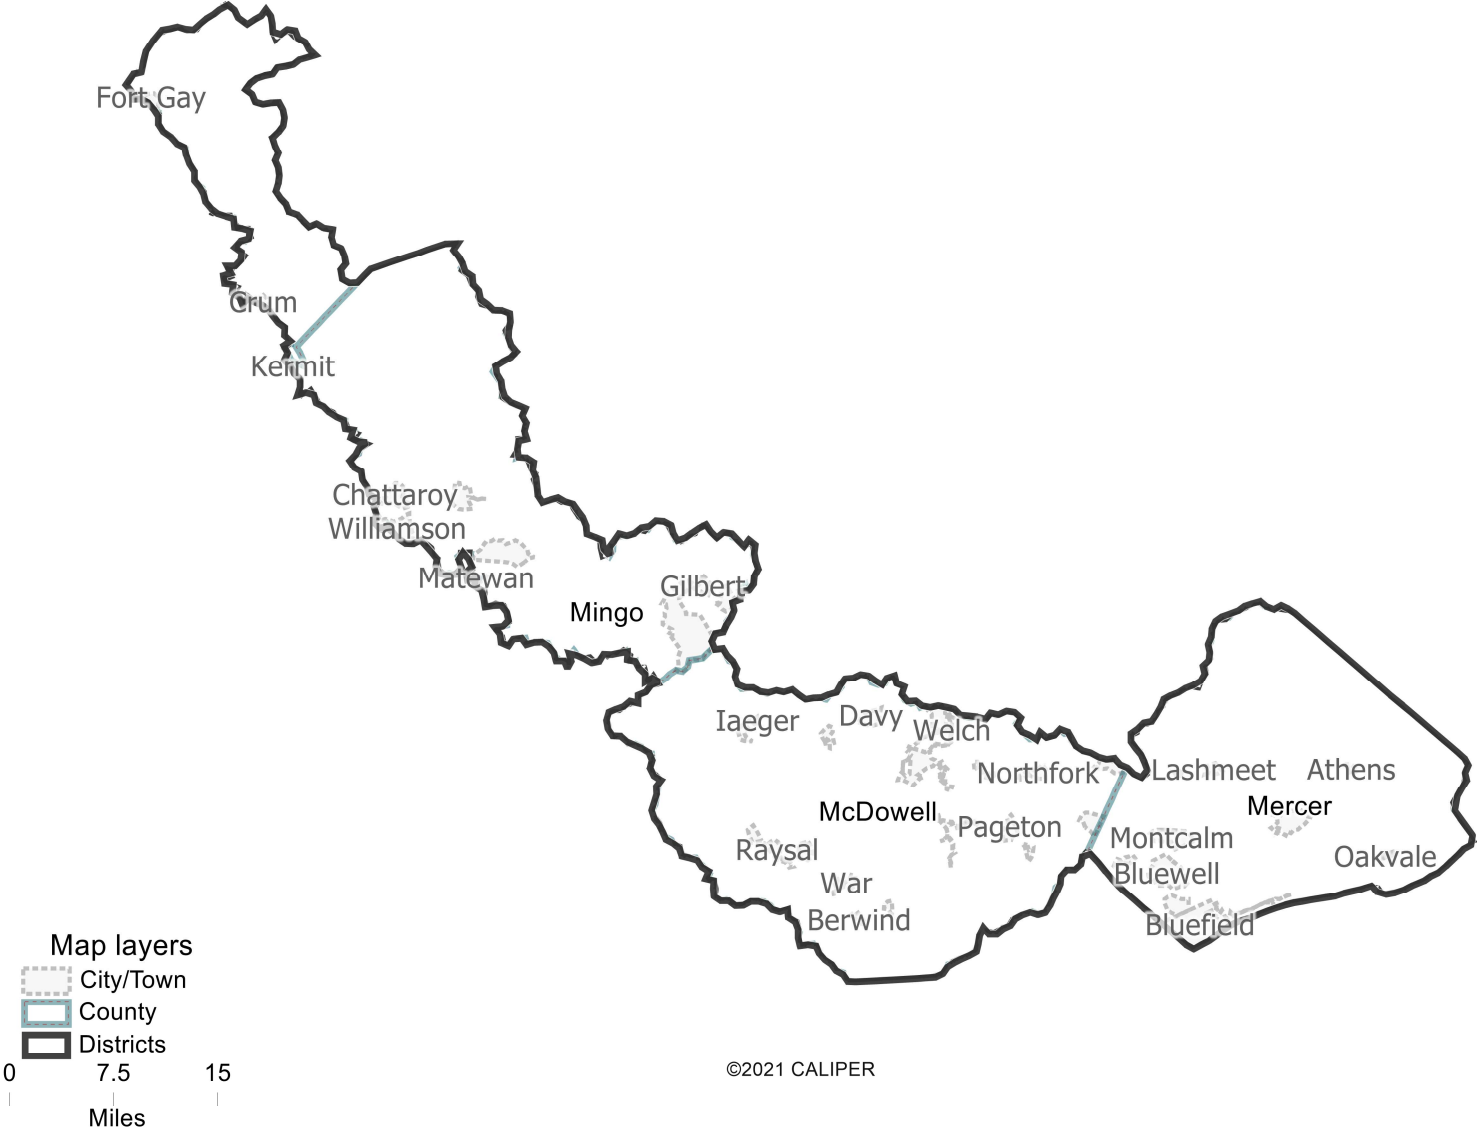 Fort Gay
Crum
Kermit
Chattaroy
Williamson
Matewan
Gilbert
Mingo
Iaeger
Davy
Welch
Northfork
Lashmeet
Athens
Mercer
McDowell
Pageton
Montcalm
Raysal
Oakvale
Bluewell
War
Berwind
Bluefield
Map layers
City/Town
County
Districts
0 7.5 15
Miles
©2021 CALIPER